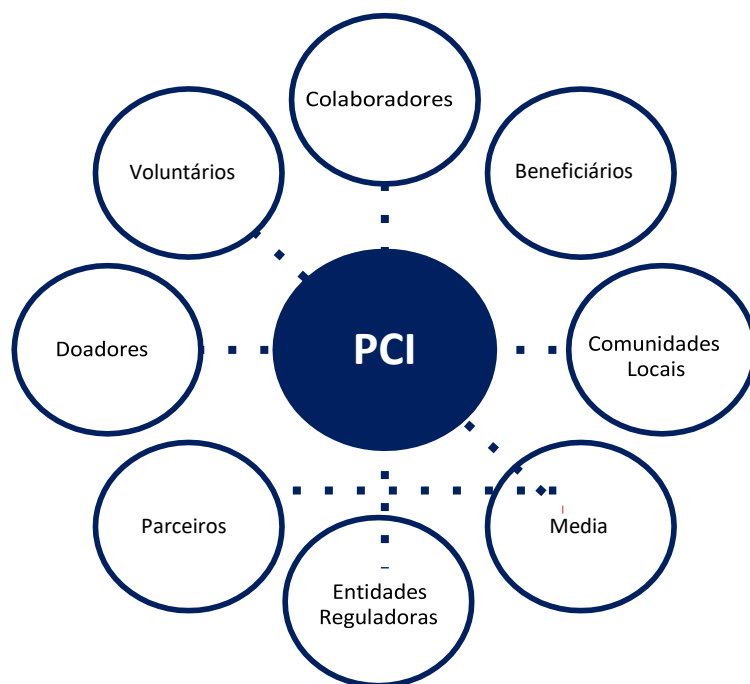 Colaboradores
Voluntários
Beneficiários
Doadores
PCI
Comunidades
Locais
Parceiros
Media
Entidades
Reguladoras